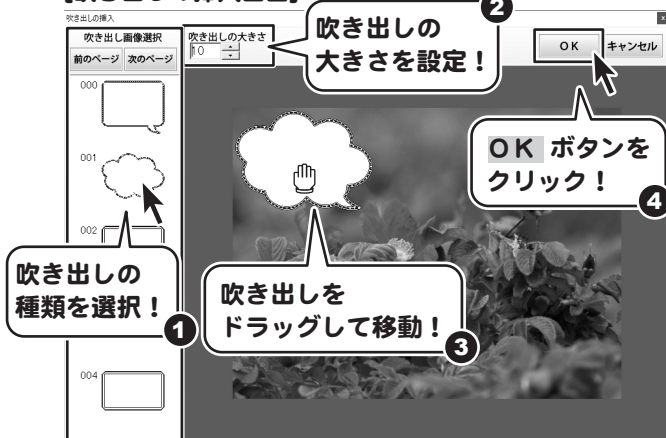 吹き出しの挿入
吹き出し画像選択
前のページ 次のページ
吹き出しの大きさ
10
ＯＫ
キャンセル
000
001
002
004
吹き出しの
種類を選択！
1
吹き出しの
大きさを設定！
2
吹き出しを
ドラッグして移動！
3
ＯＫ ボタンを
クリック！
4